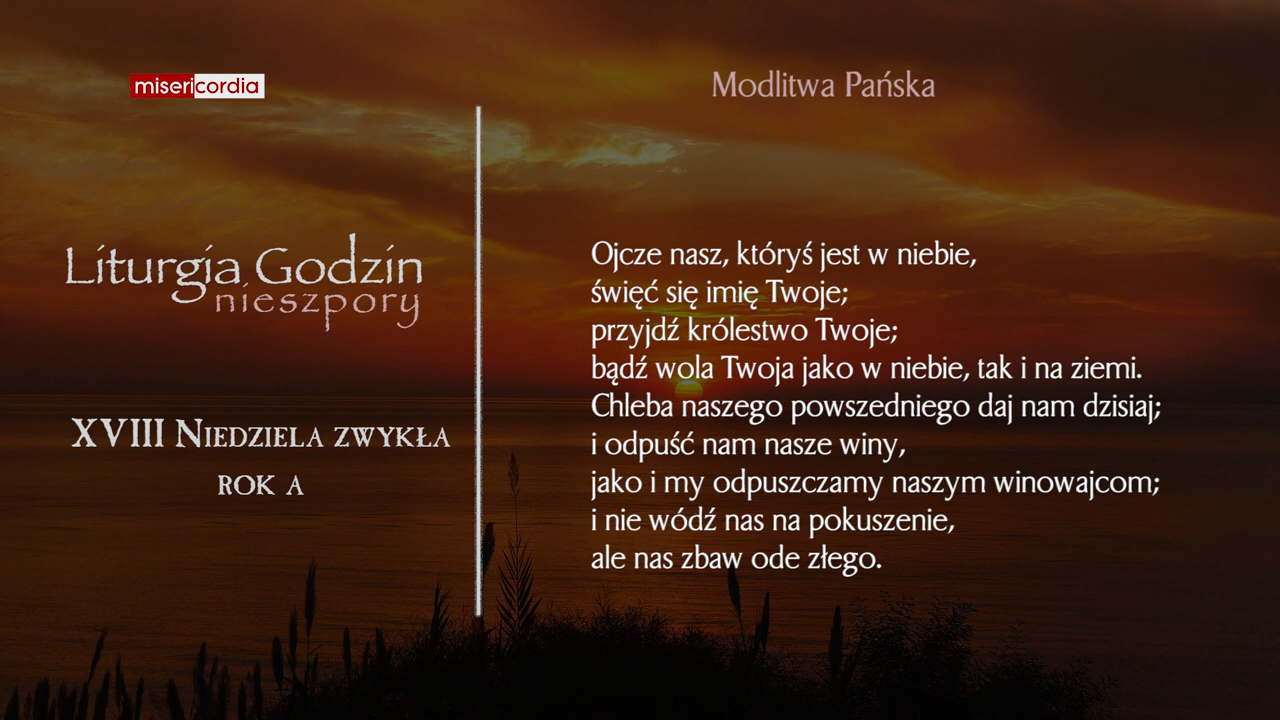 misericordia
Liturgia Godzin
nieszpory
XVIII Niedziela zwykła
rok A
Modlitwa Pańska
Ojcze nasz, któryś jest w niebie,
święć się imię Twoje;
przyjdź królestwo Twoje;
bądź wola Twoja jako w niebie, tak i na ziemi.
Chleba naszego powszedniego daj nam dzisiaj;
i odpuść nam nasze winy,
jako i my odpuszczamy naszym winowajcom;
i nie wódź nas na pokuszenie,
ale nas zbaw ode złego.